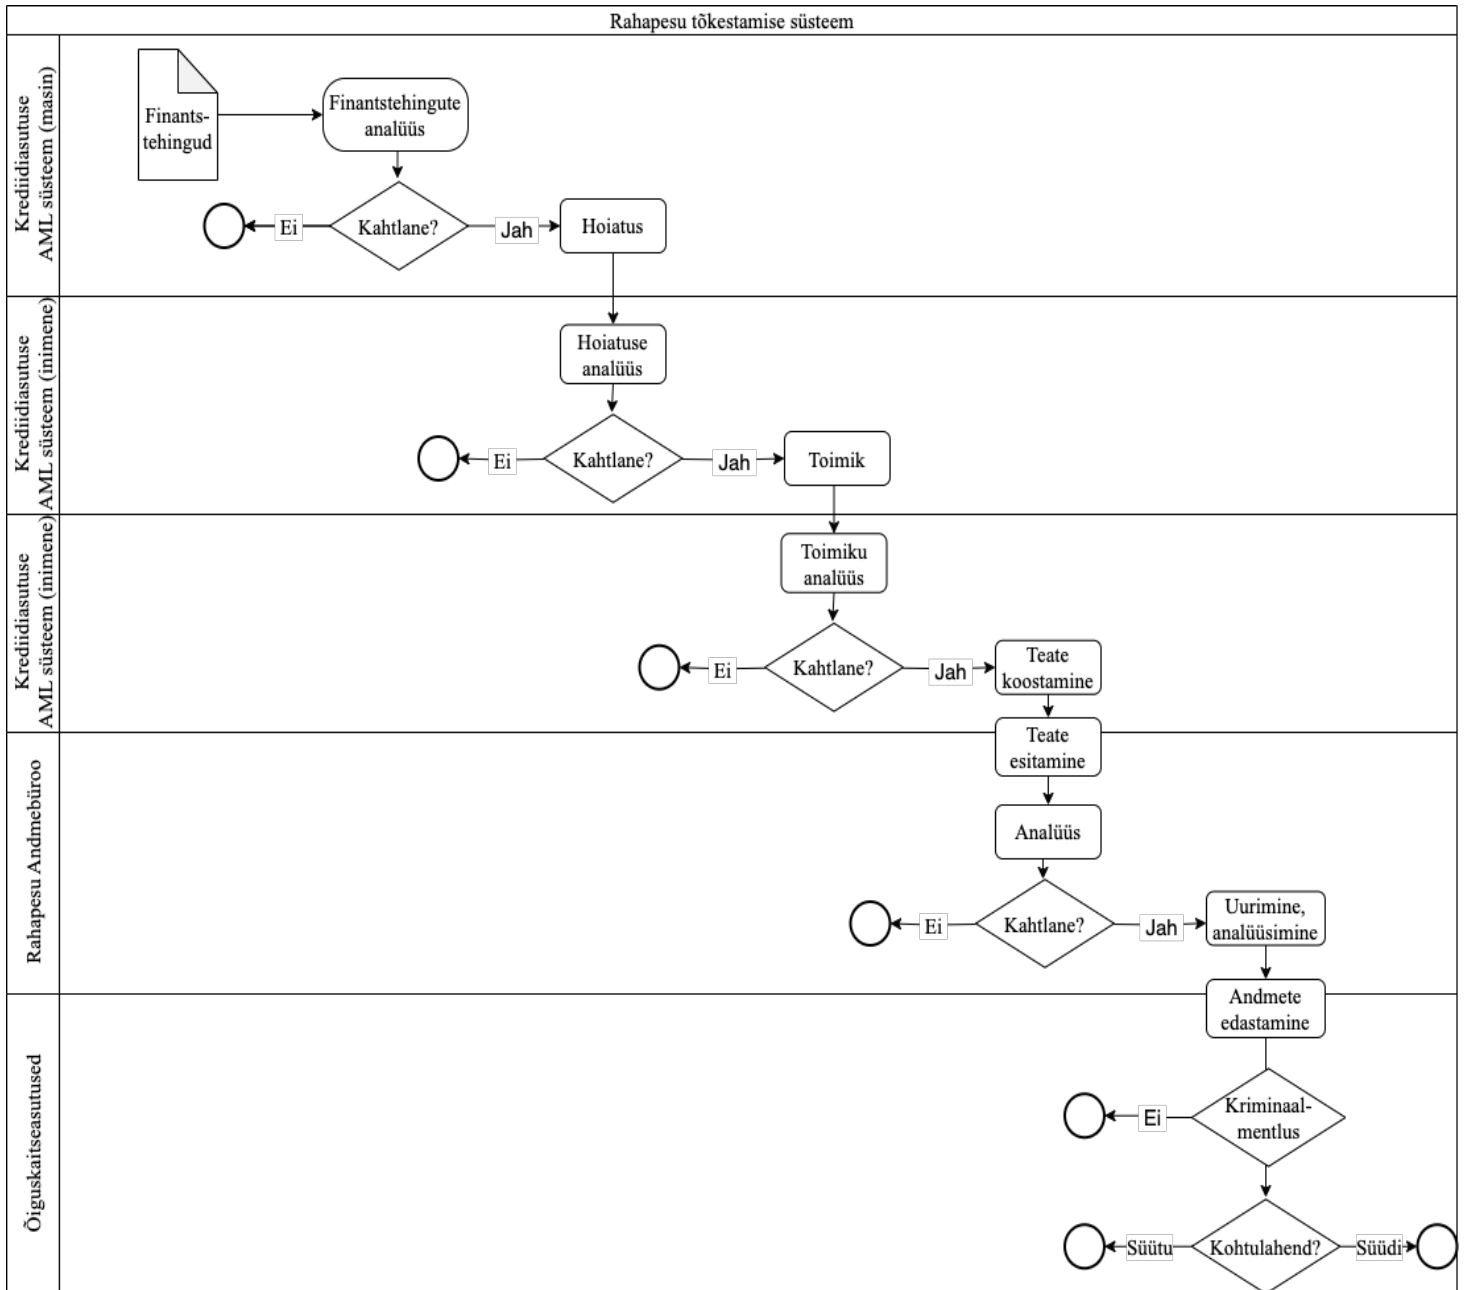 Rahapesu tõkestamise süsteem
Krediidiasutuse
AML süsteem (masin)
Finants-
tehingud
Finantstehingute
analüüs
Ei
Kahtlane?
Jah
Hoiatus
Krediidiasutuse
AML süsteem (inimene)
Hoiatuse
analüüs
Ei
Kahtlane?
Jah
Toimik
Krediidiasutuse
AML süsteem (inimene)
Toimiku
analüüs
Ei
Kahtlane?
Jah
Teate
koostamine
Teate
esitamine
Rahapesu Andmebüroo
Analüüs
Ei
Kahtlane?
Jah
Uurimine,
analüüsimine
Andmete
edastamine
Õiguskaitseasutused
Ei
Kriminaal-
mentlus
Süütu
Kohtulahend?
Süüdi